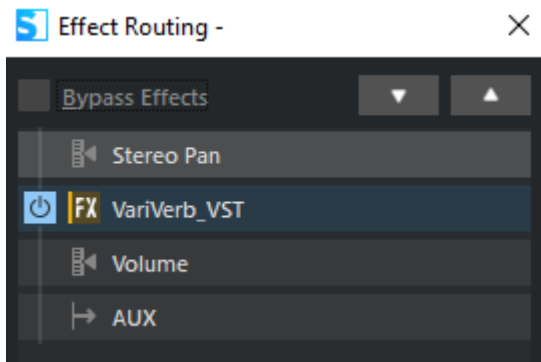 S Effect Routing -
Bypass Effects
Stereo Pan
FX VariVerb_VST
Volume
AUX